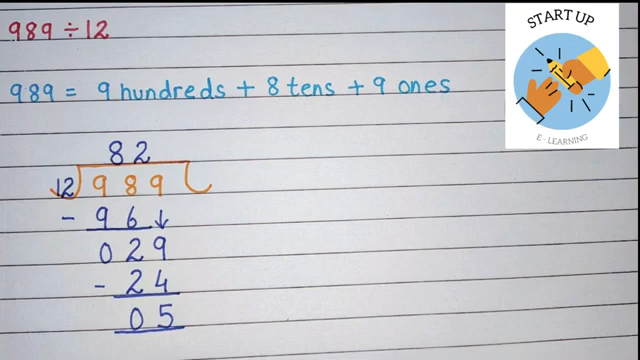 989 ÷ 12
START UP
E - LEARNING
989 = 9 hundreds + 8 tens + 9 ones
82
12 989
- 96↓
029
- 24
05